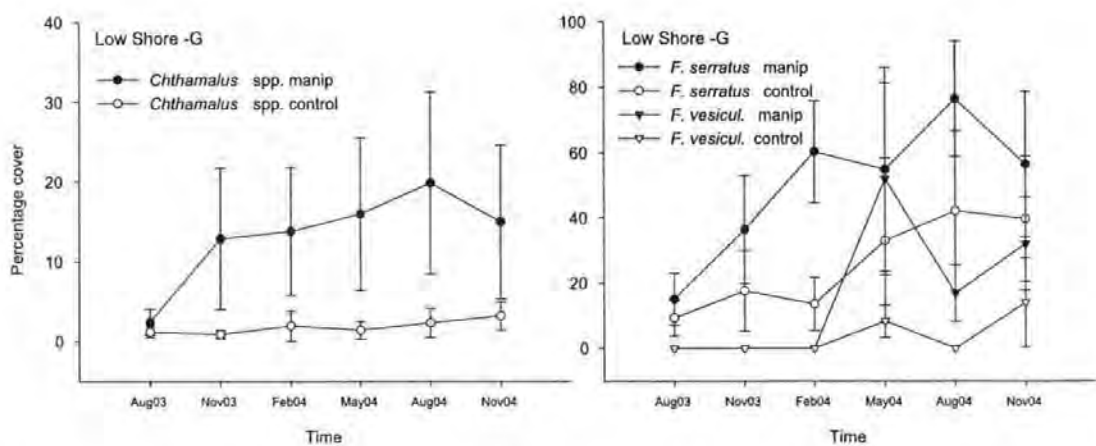 Low Shore -G
Chthamalus spp. manip
Chthamalus spp. control
Percentage cover
40
30
20
10
0
Aug03 Nov03 Feb04 May04 Aug04 Nov04
Time
Low Shore -G
F. serratus manip
F. serratus control
F. vesicul. manip
F. vesicul. control
100
80
60
40
20
0
Aug03 Nov03 Feb04 May04 Aug04 Nov04
Time